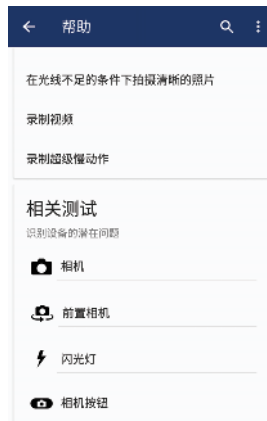 帮助
在光线不足的条件下拍摄清晰的照片
录制视频
录制超级慢动作
相关测试
识别设备的潜在问题
相机
前置相机
闪光灯
相机按钮